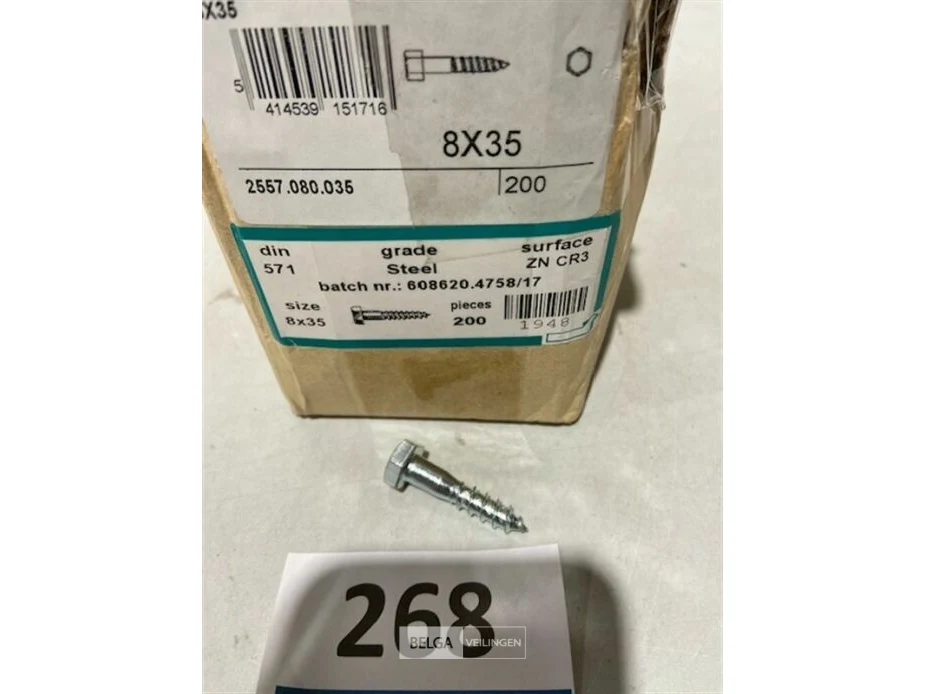 8X35
5 414539 151716
8X35
2557.080.035 200
din grade surface
571 Steel ZN CR3
batch nr.: 608620.4758/17
size pieces
8x35 200
1948
268
BELGA VEILINGEN